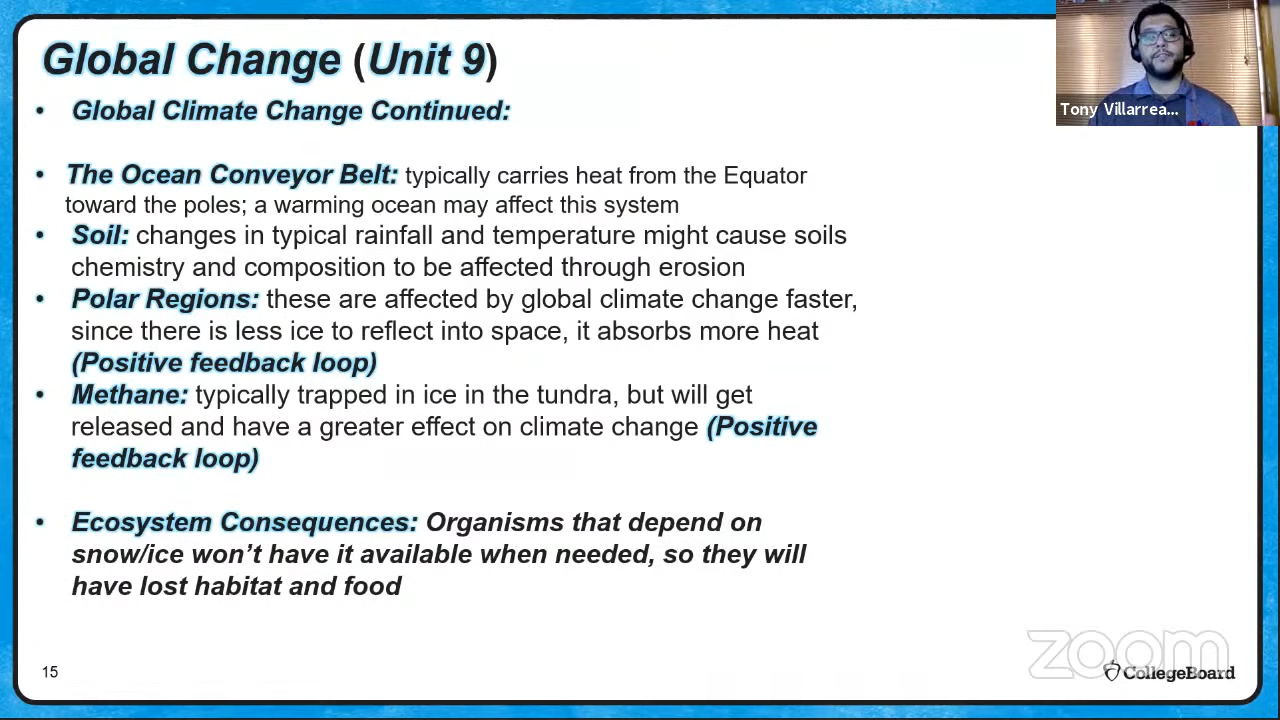 Global Change (Unit 9)
• Global Climate Change Continued:
• The Ocean Conveyor Belt: typically carries heat from the Equator
toward the poles; a warming ocean may affect this system
• Soil: changes in typical rainfall and temperature might cause soils
chemistry and composition to be affected through erosion
• Polar Regions: these are affected by global climate change faster,
since there is less ice to reflect into space, it absorbs more heat
(Positive feedback loop)
• Methane: typically trapped in ice in the tundra, but will get
released and have a greater effect on climate change (Positive
feedback loop)
• Ecosystem Consequences: Organisms that depend on
snow/ice won’t have it available when needed, so they will
have lost habitat and food
15
Tony Villarrea...
zoom
CollegeBoard